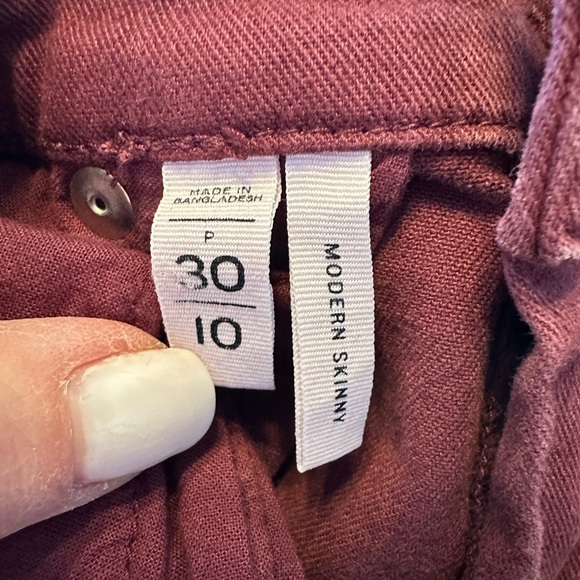 MADE IN
BANGLADESH
P
30
10
MODERN SKINNY